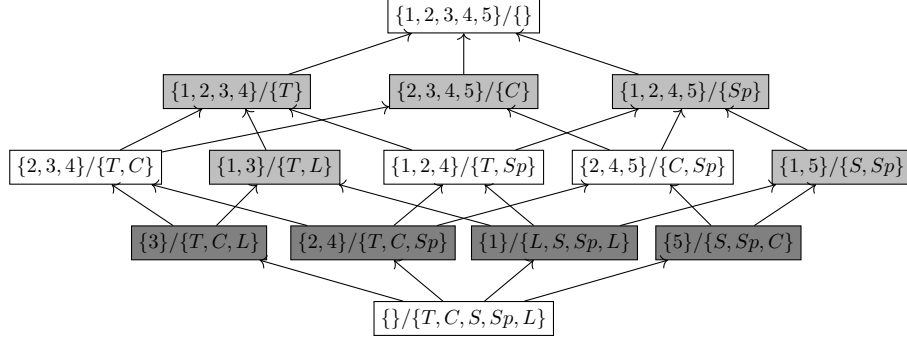 {1, 2, 3, 4, 5}/{}
{1, 2, 3, 4}/{T} {2, 3, 4, 5}/{C} {1, 2, 4, 5}/{Sp}
{2, 3, 4}/{T, C} {1, 3}/{T, L} {1, 2, 4}/{T, Sp} {2, 4, 5}/{C, Sp} {1, 5}/{S, Sp}
{3}/{T, C, L} {2, 4}/{T, C, Sp} {1}/{L, S, Sp, L} {5}/{S, Sp, C}
{}/{T, C, S, Sp, L}